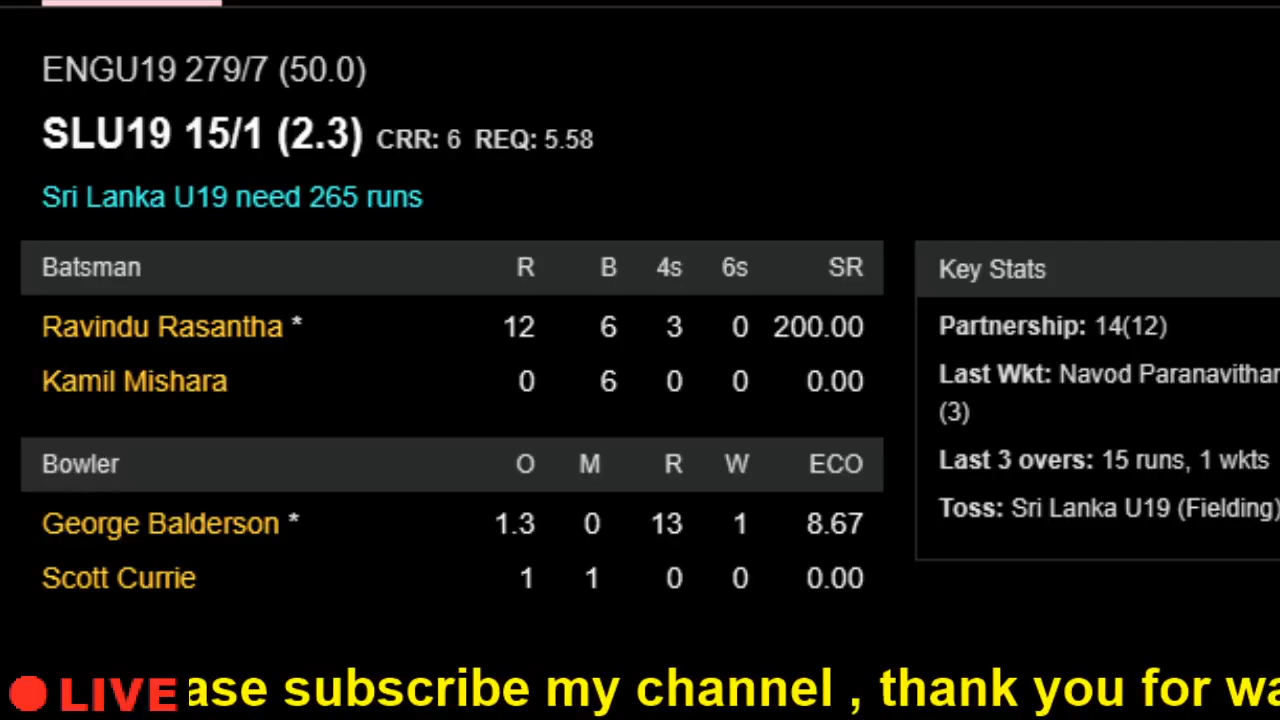 ENGU19 279/7 (50.0)
SLU19 15/1 (2.3) CRR: 6 REQ: 5.58
Sri Lanka U19 need 265 runs
Batsman R B 4s 6s SR
Ravindu Rasantha * 12 6 3 0 200.00
Kamil Mishara 0 6 0 0 0.00
Bowler O M R W ECO
George Balderson * 1.3 0 13 1 8.67
Scott Currie 1 1 0 0 0.00
Key Stats
Partnership: 14(12)
Last Wkt: Navod Paranavithan
(3)
Last 3 overs: 15 runs, 1 wkts
Toss: Sri Lanka U19 (Fielding)
LIVE ase subscribe my channel , thank you for wa